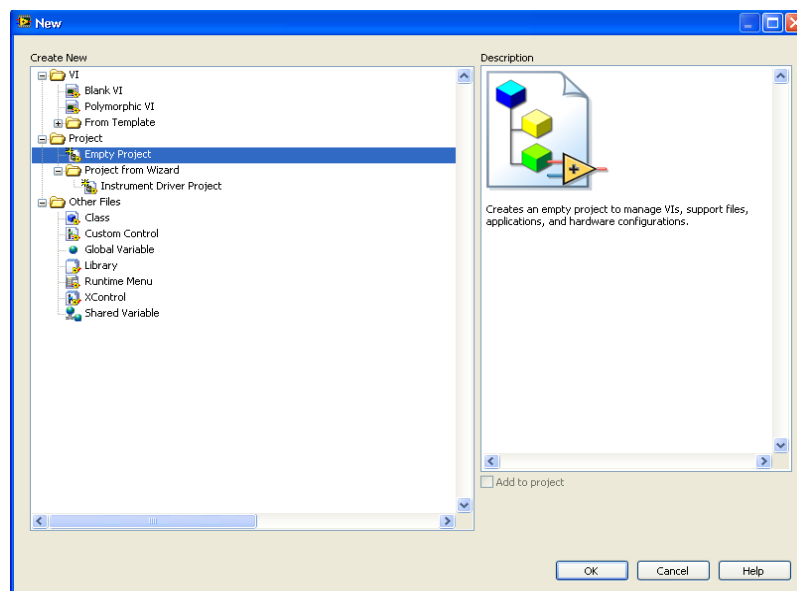 New
Create New
VI
Blank VI
Polymorphic VI
From Template
Project
Empty Project
Project from Wizard
Instrument Driver Project
Other Files
Class
Custom Control
Global Variable
Library
Runtime Menu
XControl
Shared Variable
Description
Creates an empty project to manage VIs, support files,
applications, and hardware configurations.
Add to project
OK
Cancel
Help